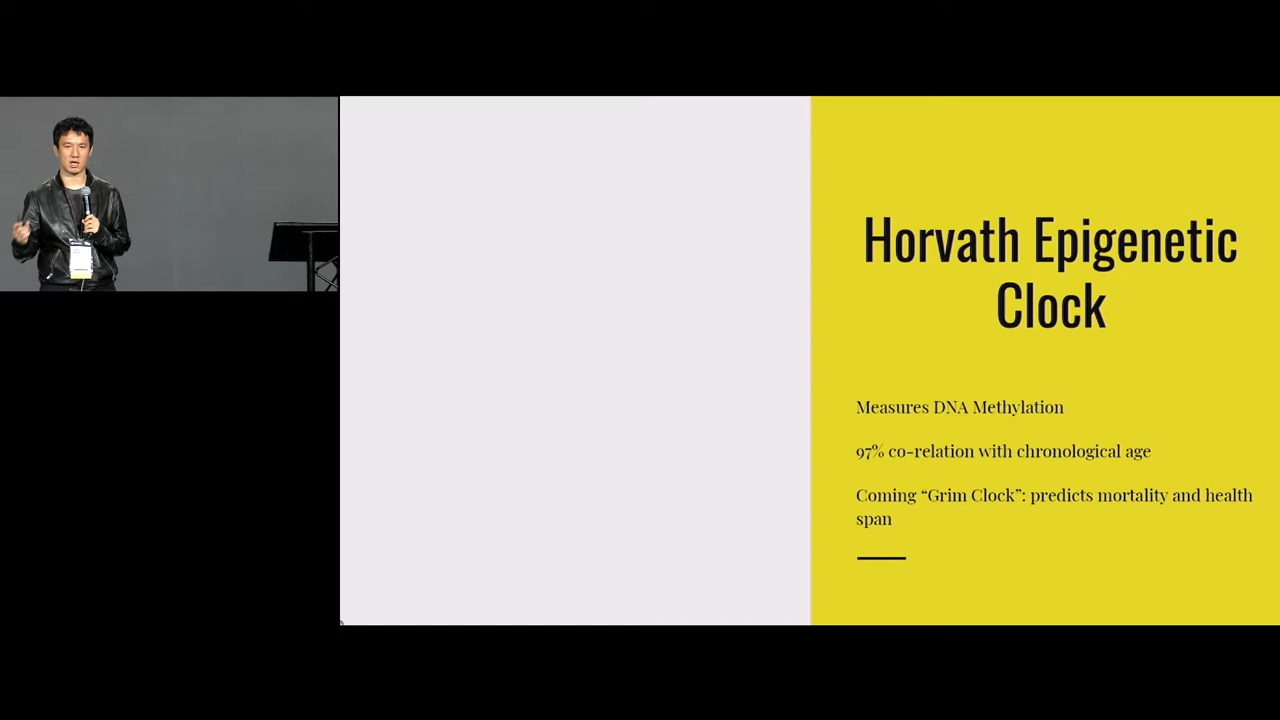 Horvath Epigenetic
Clock
Measures DNA Methylation
97% co-relation with chronological age
Coming “Grim Clock”: predicts mortality and health
span